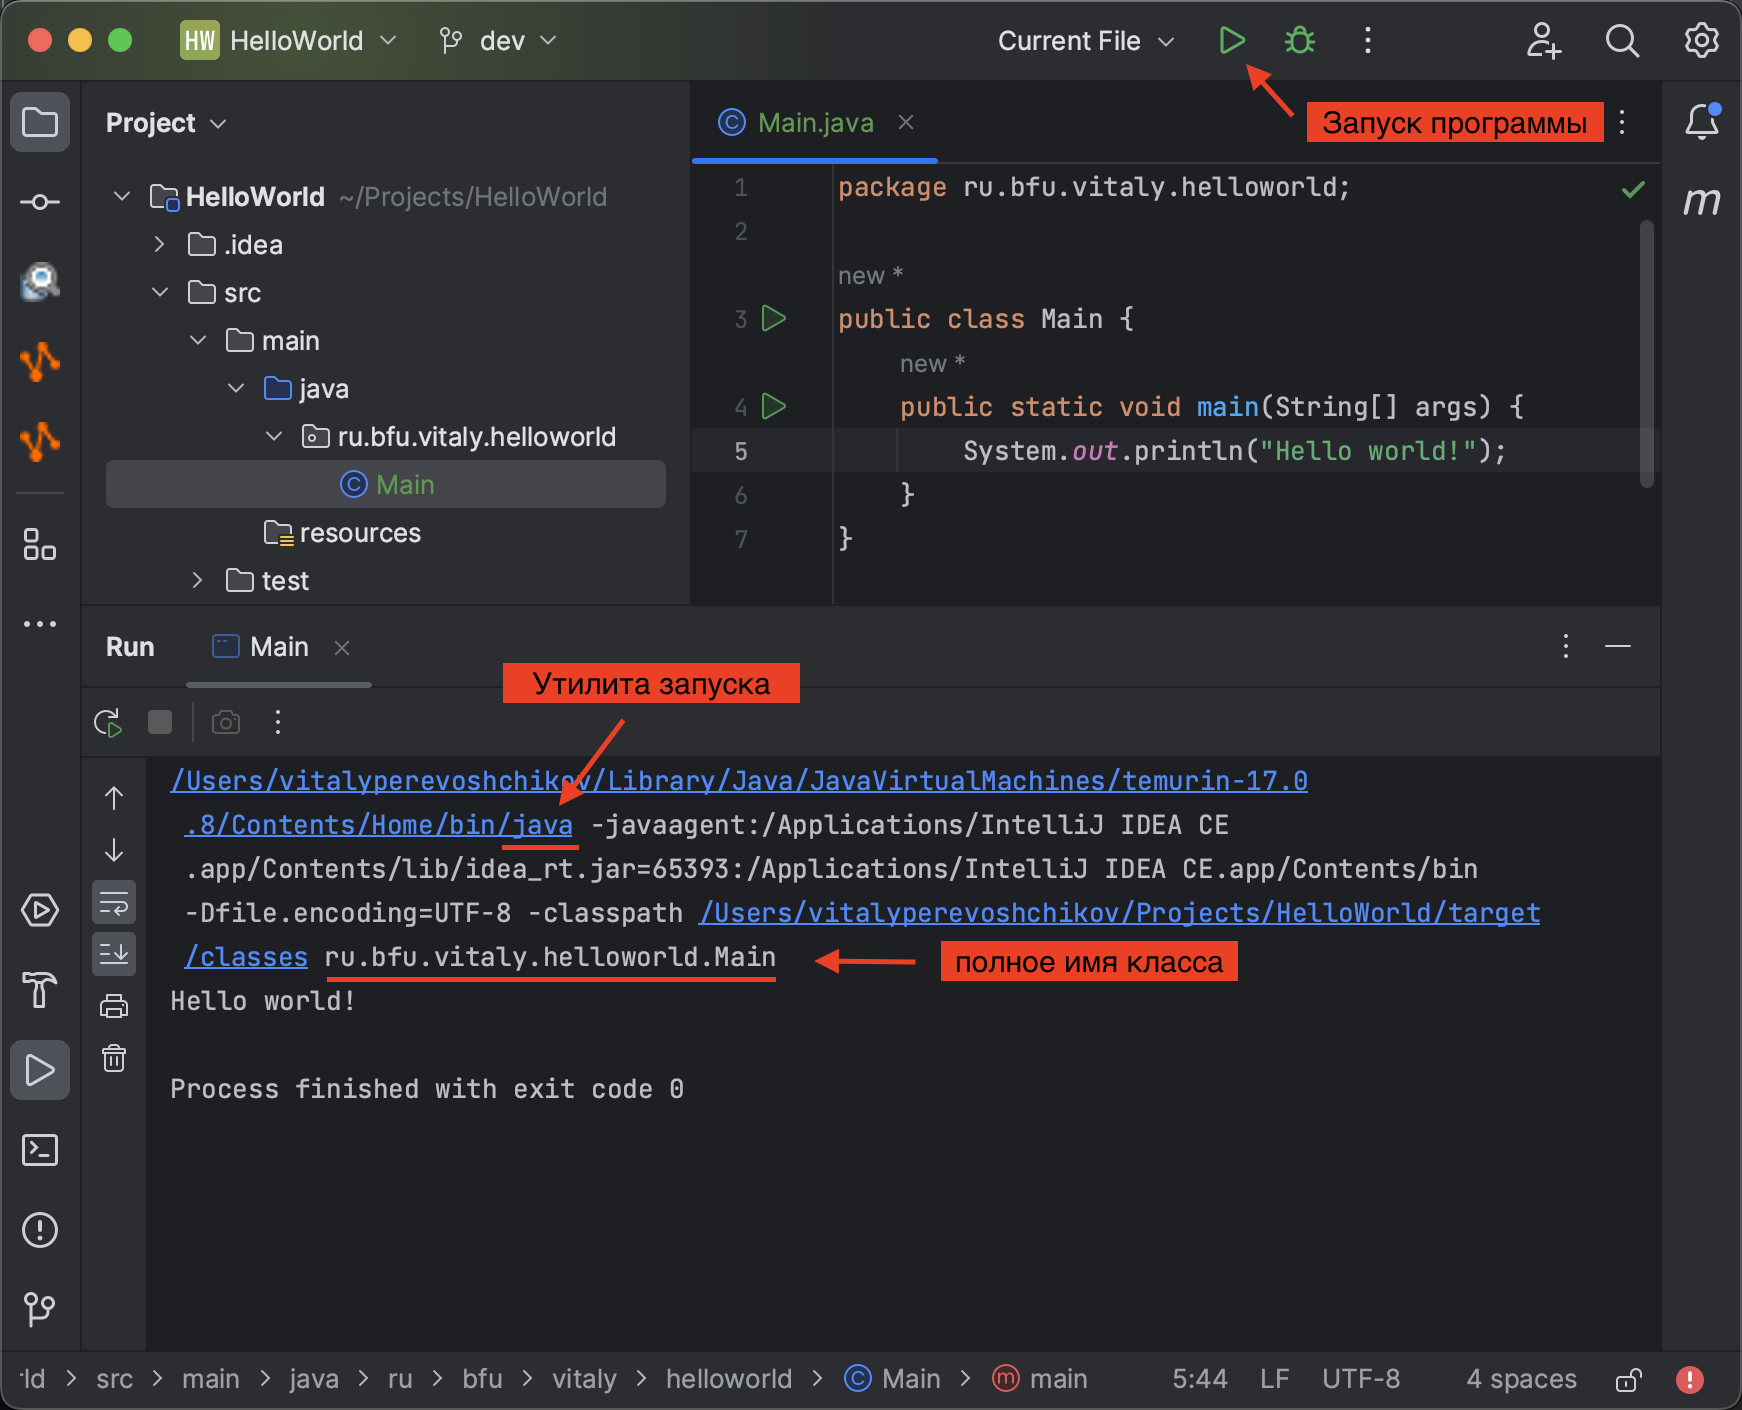 HW HelloWorld dev Current File
Запуск программы
Project
Main.java
HelloWorld ~/Projects/HelloWorld
.idea
src
main
java
ru.bfu.vitaly.helloworld
Main
resources
test
1 package ru.bfu.vitaly.helloworld;
2
new *
3 public class Main {
new *
4 public static void main(String[] args) {
5 System.out.println("Hello world!");
6 }
7 }
m
Run Main
Утилита запуска
/Users/vitalyperevoshchikov/Library/Java/JavaVirtualMachines/temurin-17.0
.8/Contents/Home/bin/java -javaagent:/Applications/IntelliJ IDEA CE
.app/Contents/lib/idea_rt.jar=65393:/Applications/IntelliJ IDEA CE.app/Contents/bin
-Dfile.encoding=UTF-8 -classpath /Users/vitalyperevoshchikov/Projects/HelloWorld/target
/classes ru.bfu.vitaly.helloworld.Main
полное имя класса
Hello world!
Process finished with exit code 0
ld > src > main > java > ru > bfu > vitaly > helloworld > C Main > m main 5:44 LF UTF-8 4 spaces